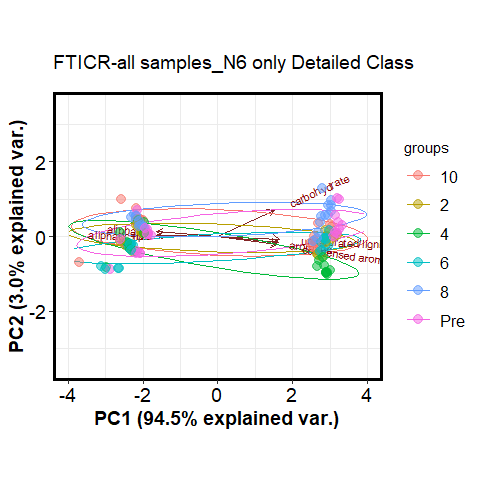 FTICR-all samples_N6 only Detailed Class
PC2 (3.0% explained var.)
2
0
-2
-4
-2
0
2
4
PC1 (94.5% explained var.)
carbohydrate
groups
10
2
4
6
8
Pre